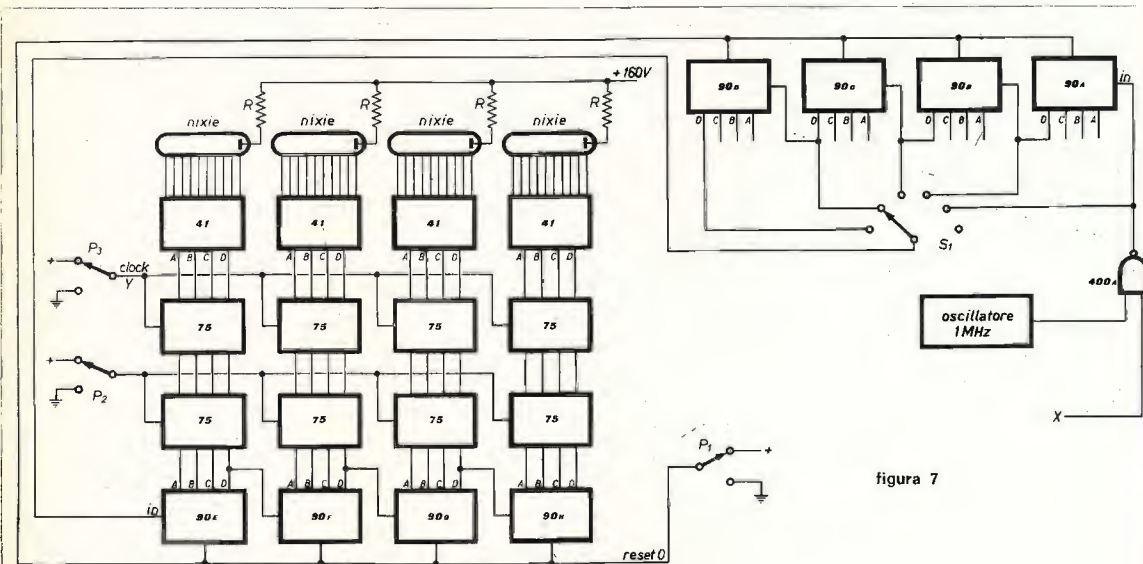 +160V
R R R R
nixie nixie nixie nixie
41 41 41 41
A B C D A B C D A B C D A B C D
P3
+
clock
Y
75 75 75 75
+
P2
75 75 75 75
A B C D A B C D A B C D A B C D
in
90E 90F 90G 90H
reset 0
P1
+
90D 90C 90B 90A
in
D C B A D C B A D C B A D C B A
S1
400A
oscillatore
1MHz
X
figura 7